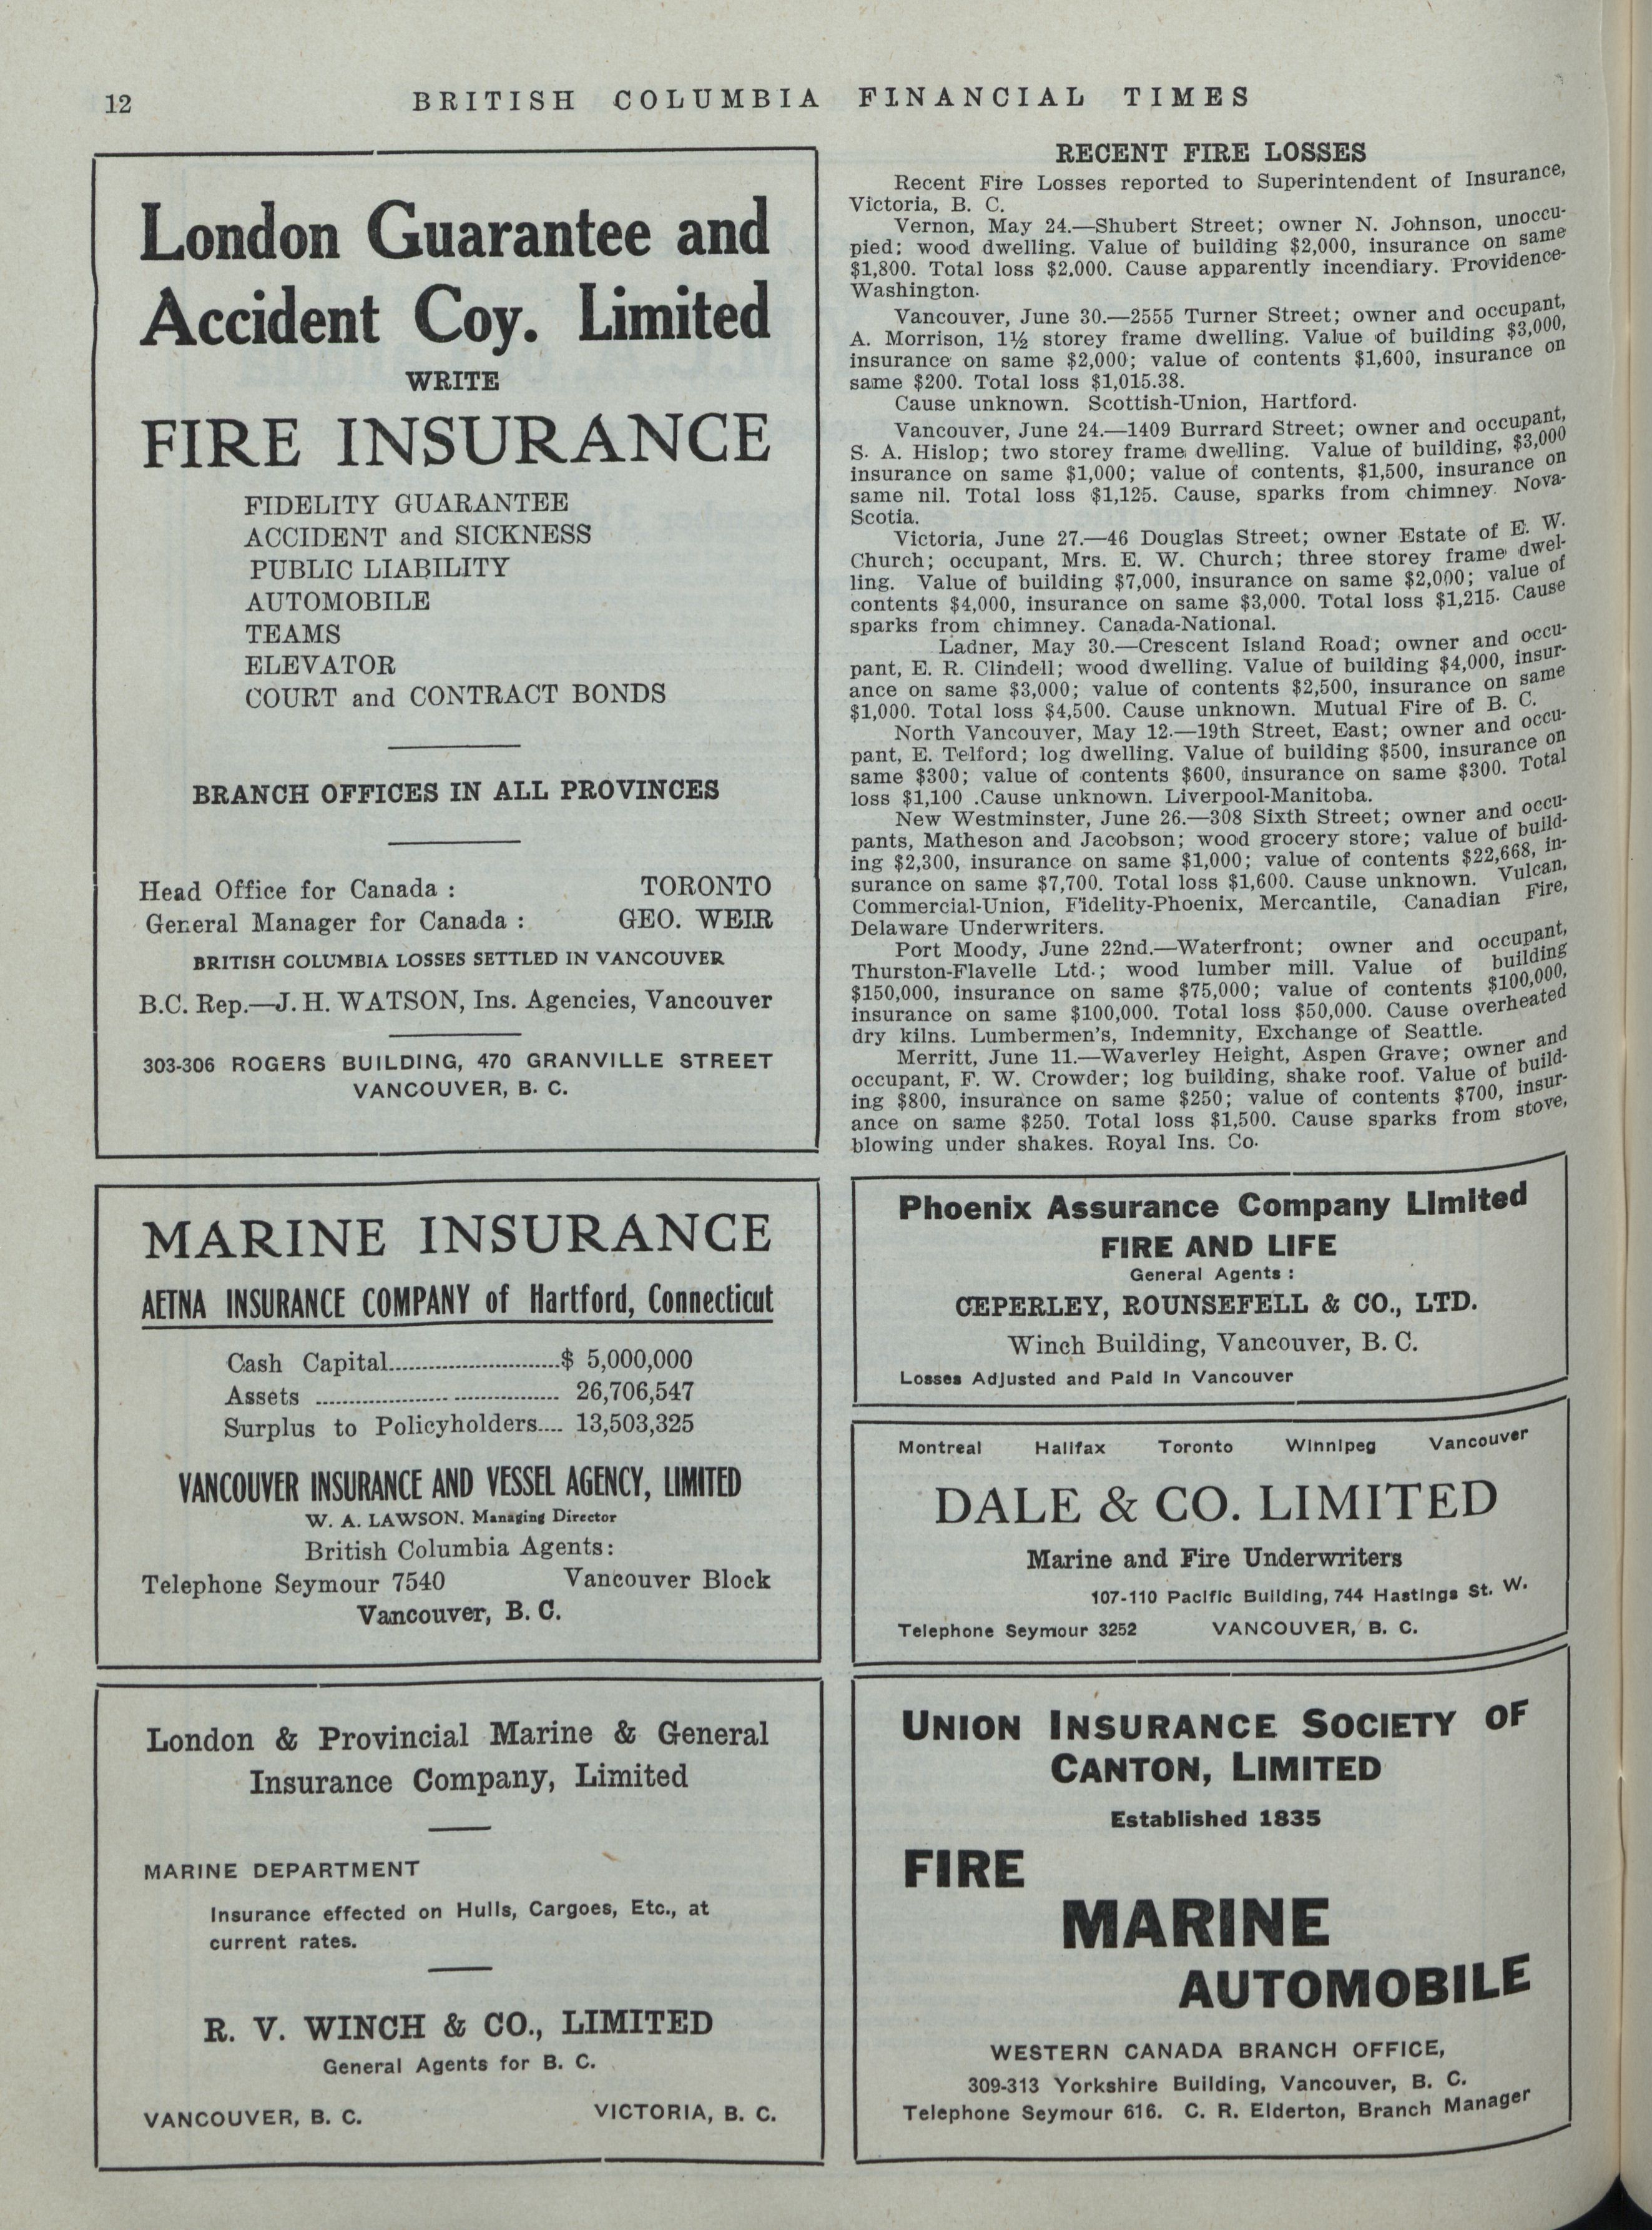 12
BRITISH COLUMBIA FINANCIAL TIMES
London Guarantee and
Accident Coy. Limited
WRITE
FIRE INSURANCE
FIDELITY GUARANTEE
ACCIDENT and SICKNESS
PUBLIC LIABILITY
AUTOMOBILE
TEAMS
ELEVATOR
COURT and CONTRACT BONDS
BRANCH OFFICES IN ALL PROVINCES
Head Office for Canada : TORONTO
General Manager for Canada : GEO. WEIR
BRITISH COLUMBIA LOSSES SETTLED IN VANCOUVER
B.C. Rep.—J. H. WATSON, Ins. Agencies, Vancouver
303-306 ROGERS BUILDING, 470 GRANVILLE STREET
VANCOUVER, B. C.
MARINE INSURANCE
AETNA INSURANCE COMPANY of Hartford, Connecticut
Cash Capital..........................$ 5,000,000
Assets .................... ............... 26,706,547
Surplus to Policyholders.... 13,503,325
VANCOUVER INSURANCE AND VESSEL AGENCY, LIMITED
W. A. LAWSON. Managing Director
British Columbia Agents:
Telephone Seymour 7540 Vancouver Block
Vancouver, B. C.
London & Provincial Marine & General
Insurance Company, Limited
MARINE DEPARTMENT
Insurance effected on Hulls, Cargoes, Etc., at
current rates.
R. V. WINCH & CO., LIMITED
General Agents for B. C.
VANCOUVER, B. C. VICTORIA, B. C.
RECENT FIRE LOSSES
Recent Fire Losses reported to Superintendent of Insurance,
Victoria, B. C.
Vernon, May 24.—Shubert Street; owner N. Johnson, unoccu-
pied; wood dwelling. Value of building $2,000, insurance on same
$1,800. Total loss $2,000. Cause apparently incendiary. Providence-
Washington.
Vancouver, June 30.—2555 Turner Street; owner and occupant,
A. Morrison, 1½ storey frame dwelling. Value of building $3,000,
insurance on same $2,000; value of contents $1,600, insurance on
same $200. Total loss $1,015.38.
Cause unknown. Scottish-Union, Hartford.
Vancouver, June 24.—1409 Burrard Street; owner and occupant,
S. A. Hislop; two storey frame dwelling. Value of building, $3,000
insurance on same $1,000; value of contents, $1,500, insurance on
same nil. Total loss $1,125. Cause, sparks from chimney. Nova-
Scotia.
Victoria, June 27.—46 Douglas Street; owner Estate of E. W.
Church; occupant, Mrs. E. W. Church; three storey frame dwel-
ling. Value of building $7,000, insurance on same $2,000; value of
contents $4,000, insurance on same $3,000. Total loss $1,215. Cause
sparks from chimney. Canada-National.
Ladner, May 30.—Crescent Island Road; owner and occu-
pant, E. R. Clindell; wood dwelling. Value of building $4,000, insur-
ance on same $3,000; value of contents $2,500, insurance on same
$1,000. Total loss $4,500. Cause unknown. Mutual Fire of B. C.
North Vancouver, May 12.—19th Street, East; owner and occu-
pant, E. Telford; log dwelling. Value of building $500, insurance on
same $300; value of contents $600, insurance on same $300. Total
loss $1,100 .Cause unknown. Liverpool-Manitoba.
New Westminster, June 26.—308 Sixth Street; owner and occu-
pants, Matheson and Jacobson; wood grocery store; value of build-
ing $2,300, insurance on same $1,000; value of contents $22,668, in-
surance on same $7,700. Total loss $1,600. Cause unknown. Vulcan,
Commercial-Union, Fidelity-Phoenix, Mercantile, Canadian Fire,
Delaware Underwriters.
Port Moody, June 22nd.—Waterfront; owner and occupant,
Thurston-Flavelle Ltd.; wood lumber mill. Value of building
$150,000, insurance on same $75,000; value of contents $100,000,
insurance on same $100,000. Total loss $50,000. Cause overheated
dry kilns. Lumbermen's, Indemnity, Exchange of Seattle.
Merritt, June 11.—Waverley Height, Aspen Grave; owner and
occupant, F. W. Crowder; log building, shake roof. Value of build-
ing $800, insurance on same $250; value of contents $700, insur-
ance on same $250. Total loss $1,500. Cause sparks from stove,
blowing under shakes. Royal Ins. Co.
Phoenix Assurance Company Limited
FIRE AND LIFE
General Agents :
CEPERLEY, ROUNSEFELL & CO., LTD.
Winch Building, Vancouver, B. C.
Losses Adjusted and Paid in Vancouver
Montreal Halifax Toronto Winnipeg Vancouver
DALE & CO. LIMITED
Marine and Fire Underwriters
107-110 Pacific Building, 744 Hastings St. W.
Telephone Seymour 3252 VANCOUVER, B. C.
UNION INSURANCE SOCIETY OF
CANTON, LIMITED
Established 1835
FIRE
MARINE
AUTOMOBILE
WESTERN CANADA BRANCH OFFICE,
309-313 Yorkshire Building, Vancouver, B. C.
Telephone Seymour 616. C. R. Elderton, Branch Manager